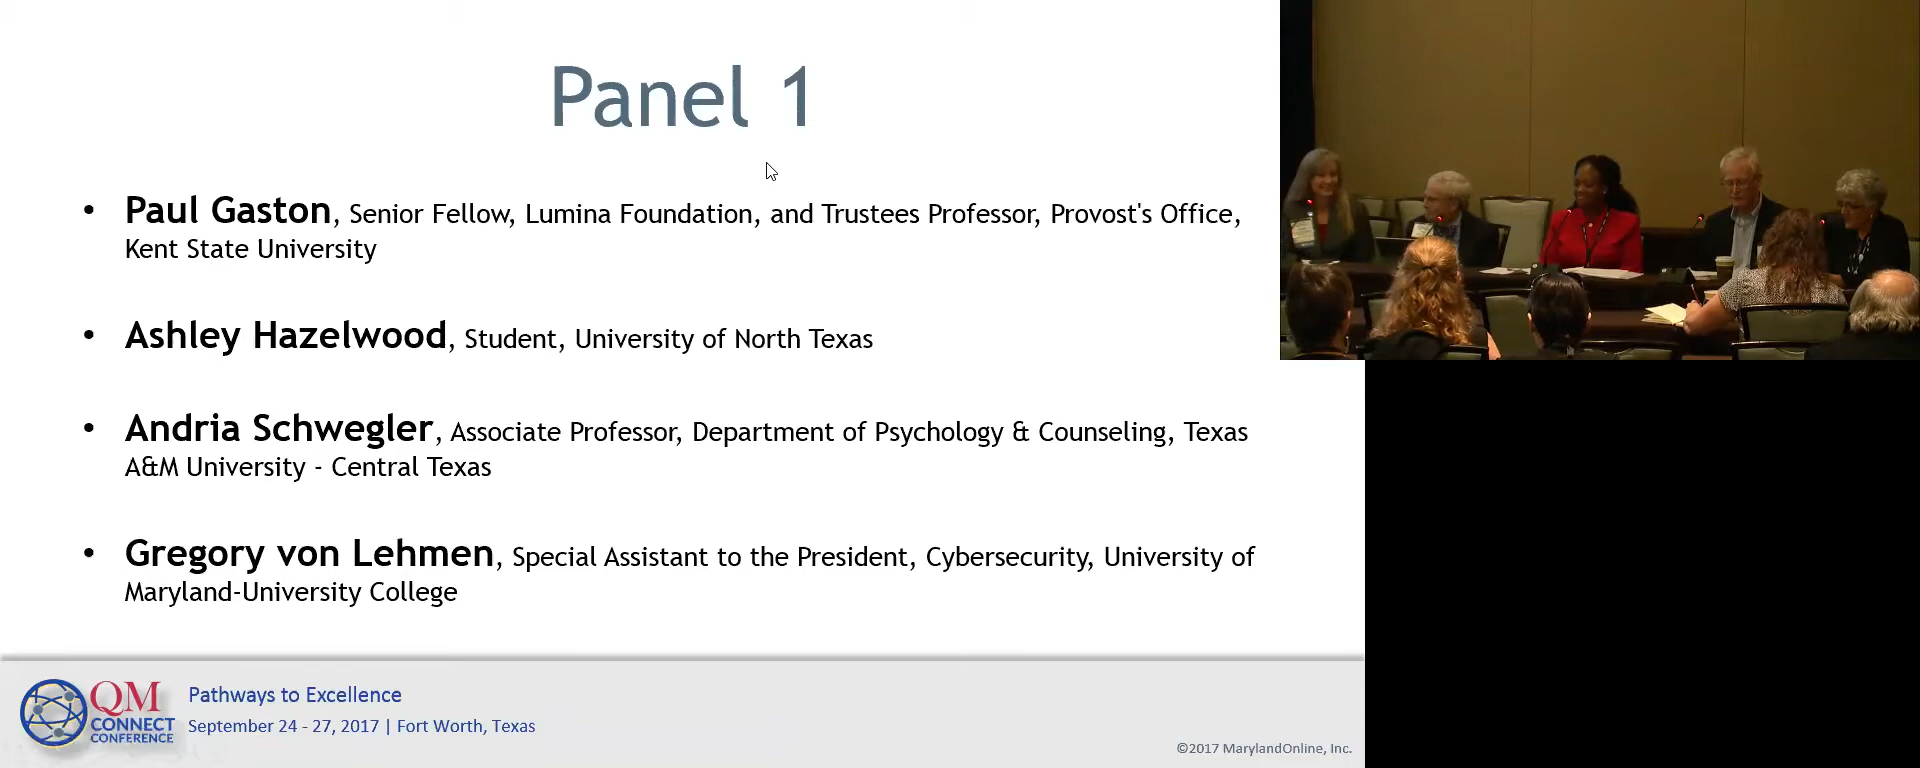 Panel 1
• Paul Gaston, Senior Fellow, Lumina Foundation, and Trustees Professor, Provost's Office,
Kent State University
• Ashley Hazelwood, Student, University of North Texas
• Andria Schwegler, Associate Professor, Department of Psychology & Counseling, Texas
A&M University - Central Texas
• Gregory von Lehmen, Special Assistant to the President, Cybersecurity, University of
Maryland-University College
QM
CONNECT
CONFERENCE
Pathways to Excellence
September 24 - 27, 2017 | Fort Worth, Texas
©2017 MarylandOnline, Inc.